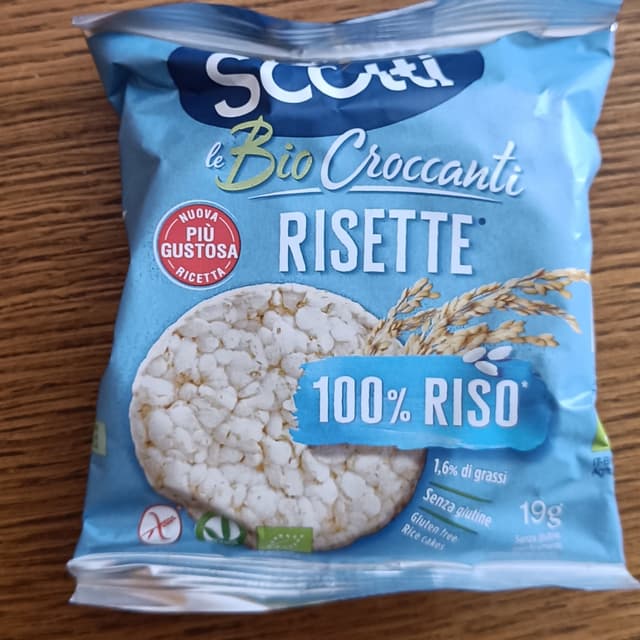 Scotti
le Bio Croccanti
NUOVA
PIÙ
GUSTOSA
RICETTA
RISETTE
100% RISO*
1,6% di grassi
Senza glutine
Gluten free
Rice cakes
19g